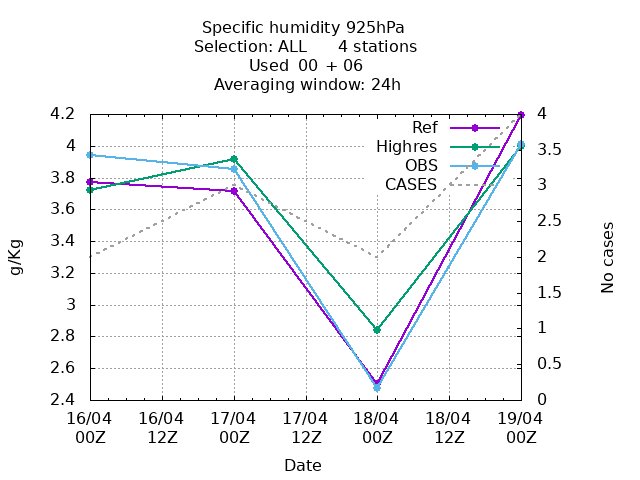 Specific humidity 925hPa
Selection: ALL      4 stations
Used  00 + 06
Averaging window: 24h
4.2
4
3.8
3.6
3.4
3.2
3
2.8
2.6
2.4
g/Kg
Ref
Highres
OBS
CASES
4
3.5
3
2.5
2
1.5
1
0.5
0
No cases
16/04 16/04 17/04 17/04 18/04 18/04 19/04
00Z 12Z 00Z 12Z 00Z 12Z 00Z
Date